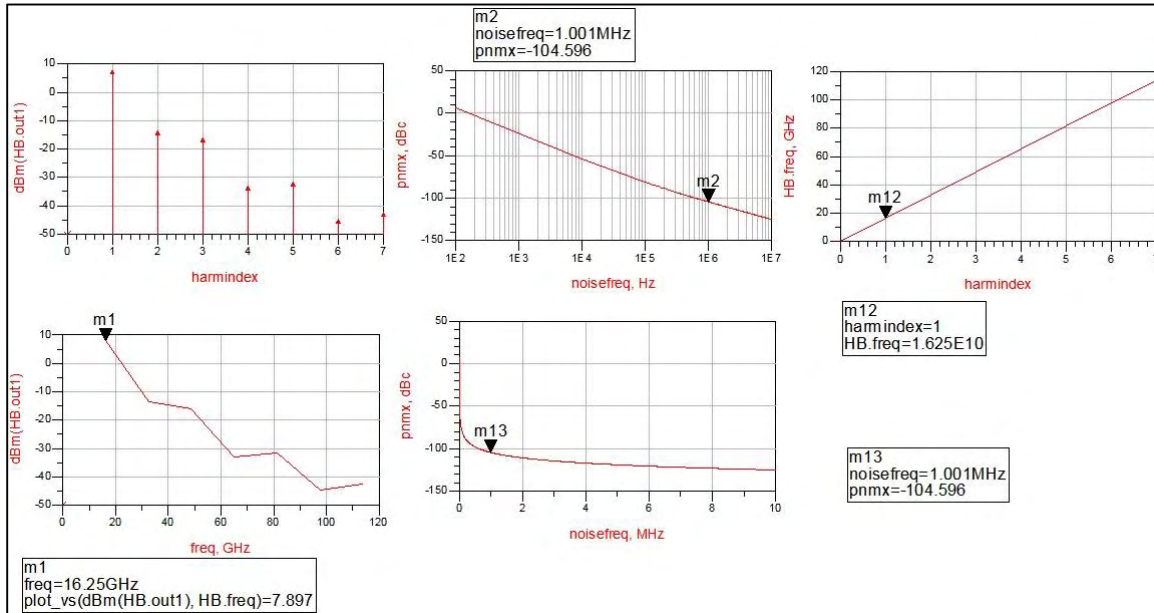 m2
noisefreq=1.001MHz
pnmx=-104.596
dBm(HB.out1)
10
0
-10
-20
-30
-40
-50
0 1 2 3 4 5 6 7
harmindex
pnmx, dBc
50
0
-50
-100
-150
m2
1E2 1E3 1E4 1E5 1E6 1E7
noisefreq, Hz
HB.freq, GHz
120
100
80
60
40
20
0
m12
0 1 2 3 4 5 6
harmindex
m12
harmindex=1
HB.freq=1.625E10
m1
dBm(HB.out1)
10
0
-10
-20
-30
-40
-50
0 20 40 60 80 100 120
freq, GHz
m1
freq=16.25GHz
plot_vs(dBm(HB.out1), HB.freq)=7.897
pnmx, dBc
50
0
-50
-100
-150
m13
0 2 4 6 8 10
noisefreq, MHz
m13
noisefreq=1.001MHz
pnmx=-104.596